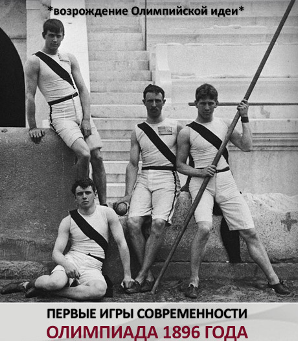 *возрождение Олимпийской идеи*
ПЕРВЫЕ ИГРЫ СОВРЕМЕННОСТИ
ОЛИМПИАДА 1896 ГОДА